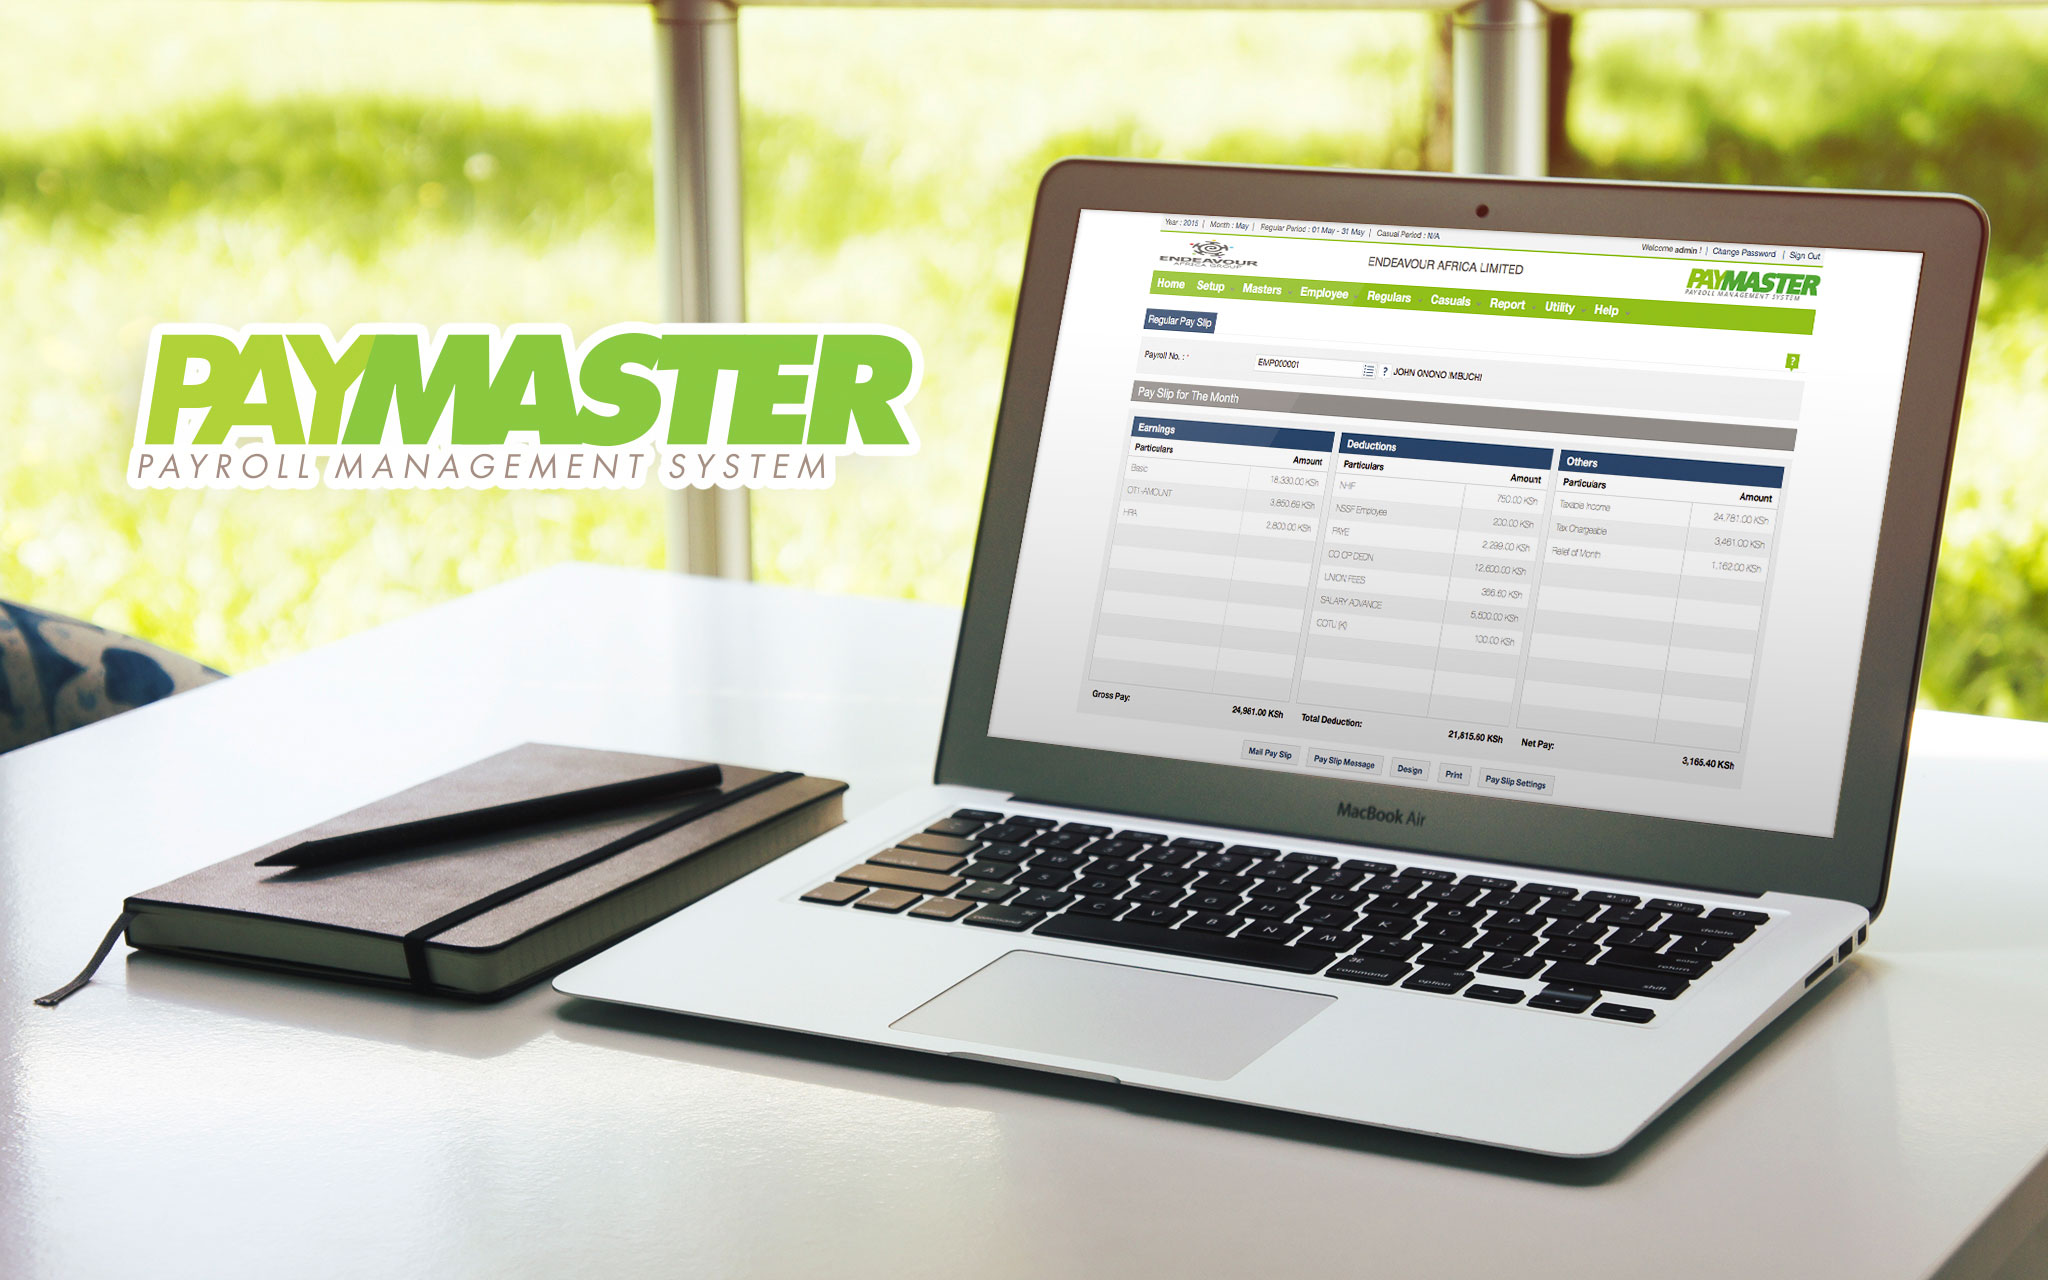 PAYMASTER
PAYROLL MANAGEMENT SYSTEM
Year : 2015 | Month : May | Regular Period : 01 May - 31 May | Casual Period : N/A
Welcome admin ! | Change Password | Sign Out
ENDEAVOUR
AFRICA GROUP
ENDEAVOUR AFRICA LIMITED
PAYMASTER
PAYROLL MANAGEMENT SYSTEM
Home Setup Masters Employee Regulars Casuals Report Utility Help
Regular Pay Slip
?
Payroll No. : * EMP000001 ? JOHN ONONO IMBUCHI
Pay Slip for The Month
Earnings Deductions Others
Particulars Amount Particulars Amount Particulars Amount
Basic 18,330.00 KSh NHIF 750.00 KSh Taxable Income 24,781.00 KSh
OT1-AMOUNT 3,850.69 KSh NSSF Employee 200.00 KSh Tax Chargeable 3,461.00 KSh
HRA 2,800.00 KSh PAYE 2,299.00 KSh Relief of Month 1,162.00 KSh
CO OP DEDN. 12,600.00 KSh
UNION FEES 366.60 KSh
SALARY ADVANCE 5,500.00 KSh
COTU [K] 100.00 KSh
Gross Pay: 24,981.00 KSh Total Deduction: 21,815.60 KSh Net Pay: 3,165.40 KSh
Mail Pay Slip Pay Slip Message Design Print Pay Slip Settings
MacBook Air
delete
enter
return
shift
command
command
option